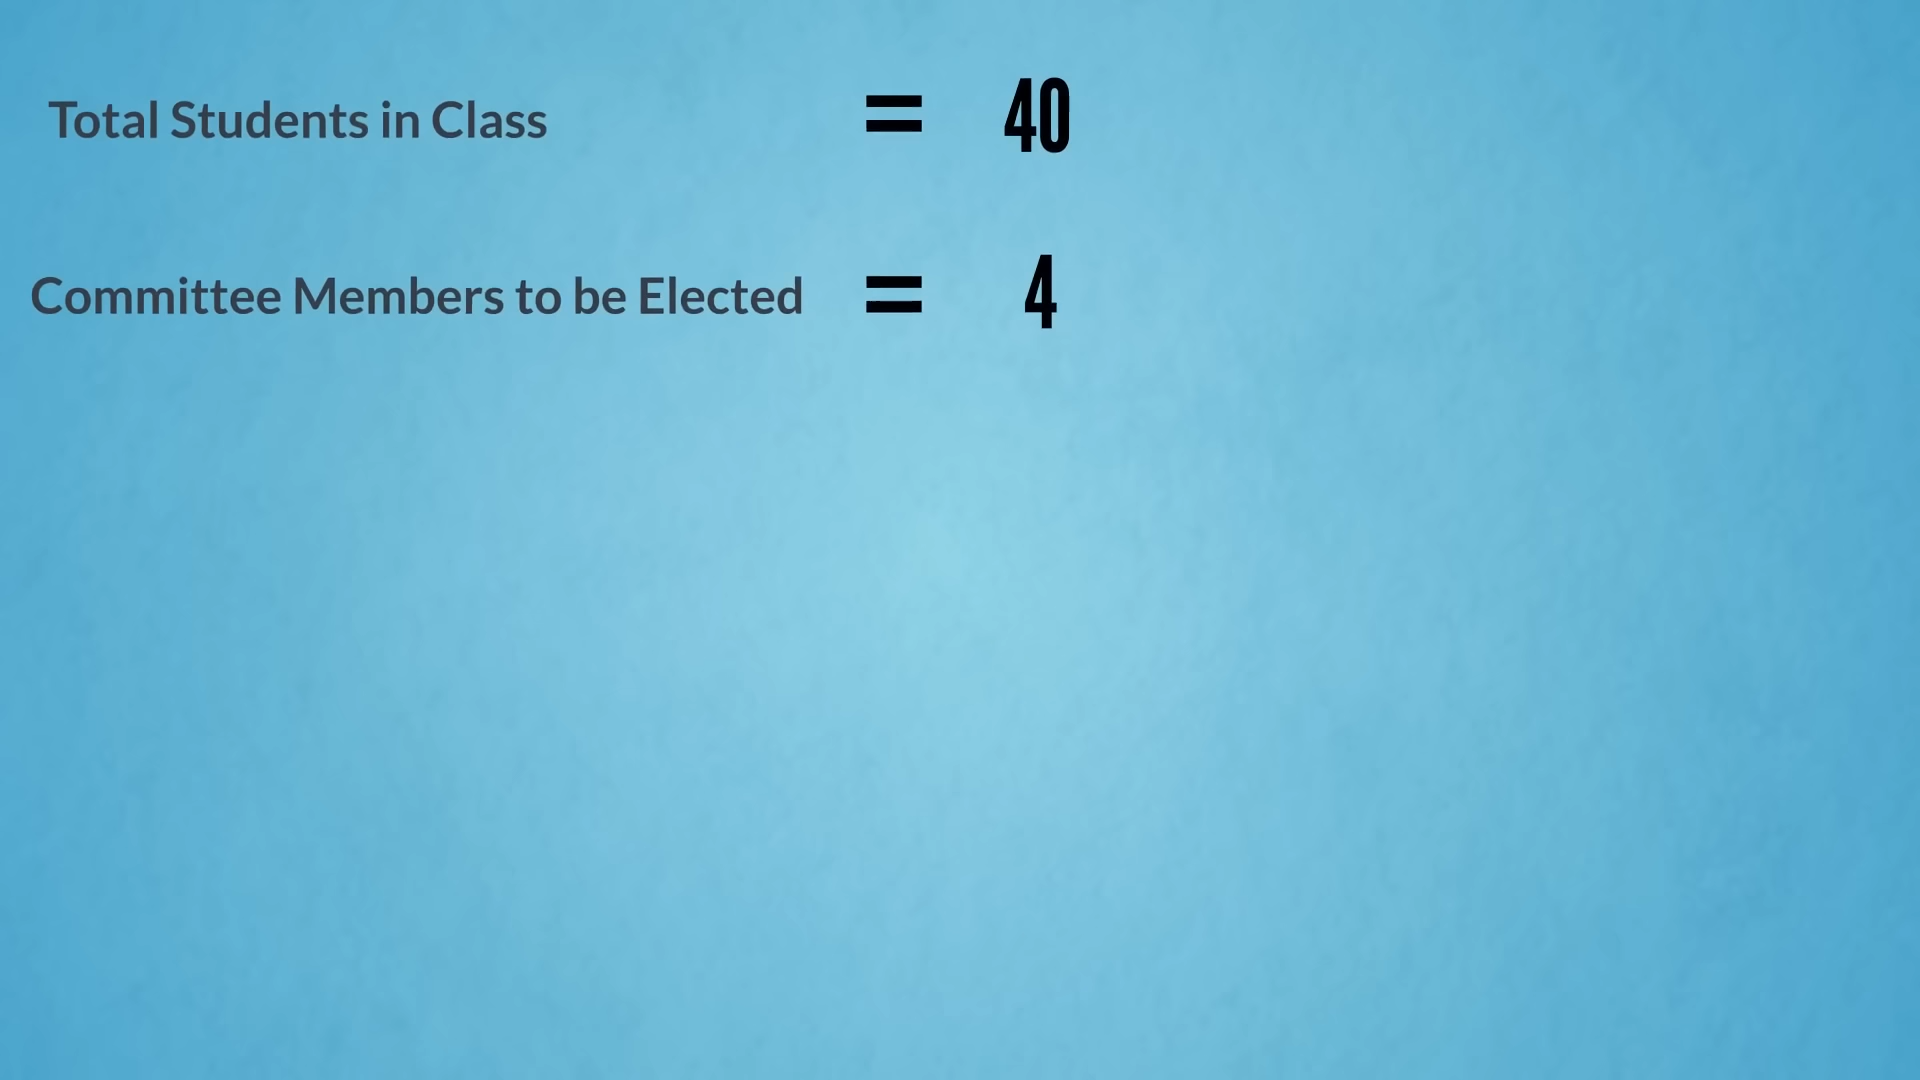 Total Students in Class = 40
Committee Members to be Elected = 4